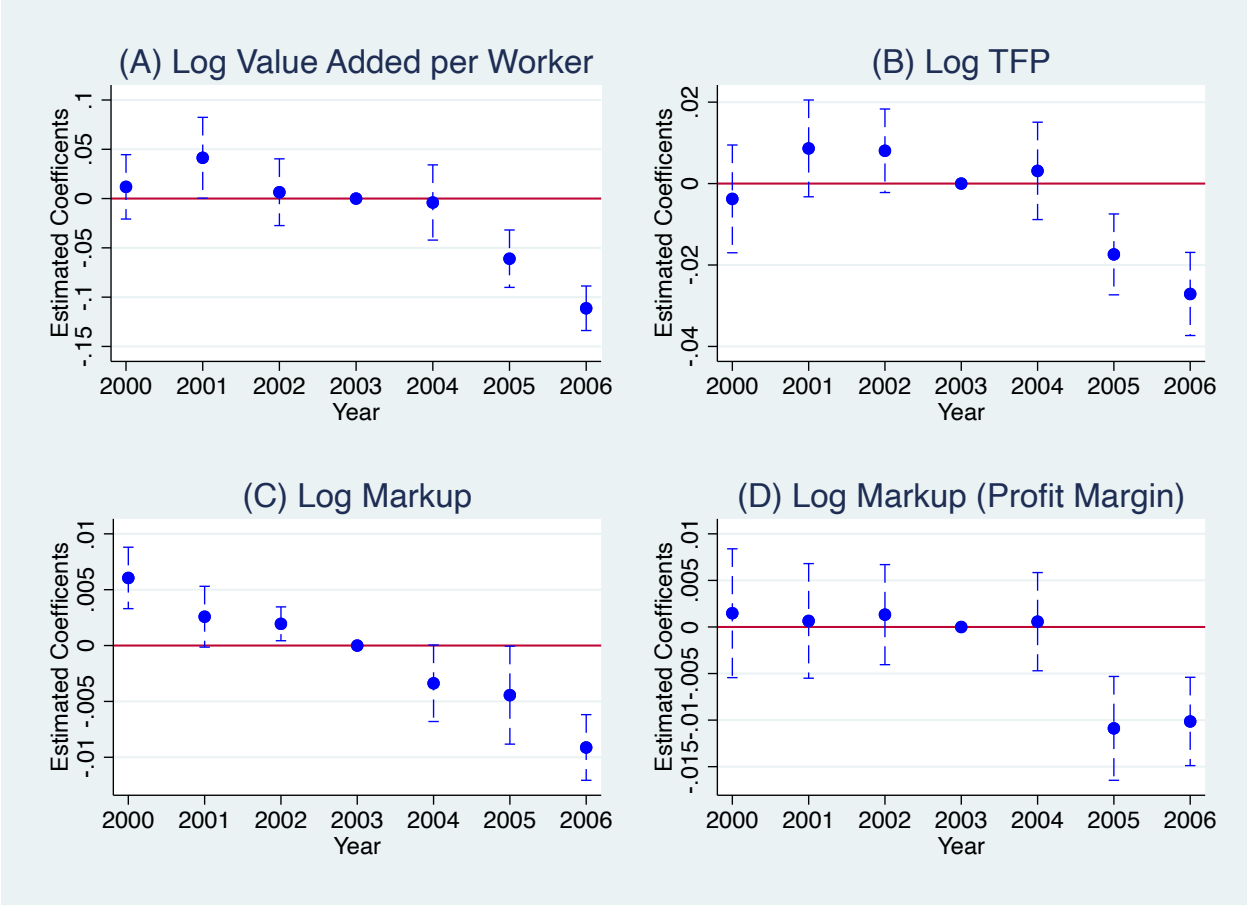 (A) Log Value Added per Worker
Estimated Coefficents
.1
.05
0
-.05
-.1
-.15
2000 2001 2002 2003 2004 2005 2006
Year
(B) Log TFP
Estimated Coefficents
.02
0
-.02
-.04
2000 2001 2002 2003 2004 2005 2006
Year
(C) Log Markup
Estimated Coefficents
.01
.005
0
-.005
-.01
2000 2001 2002 2003 2004 2005 2006
Year
(D) Log Markup (Profit Margin)
Estimated Coefficents
.01
.005
0
-.005
-.01
-.015
2000 2001 2002 2003 2004 2005 2006
Year